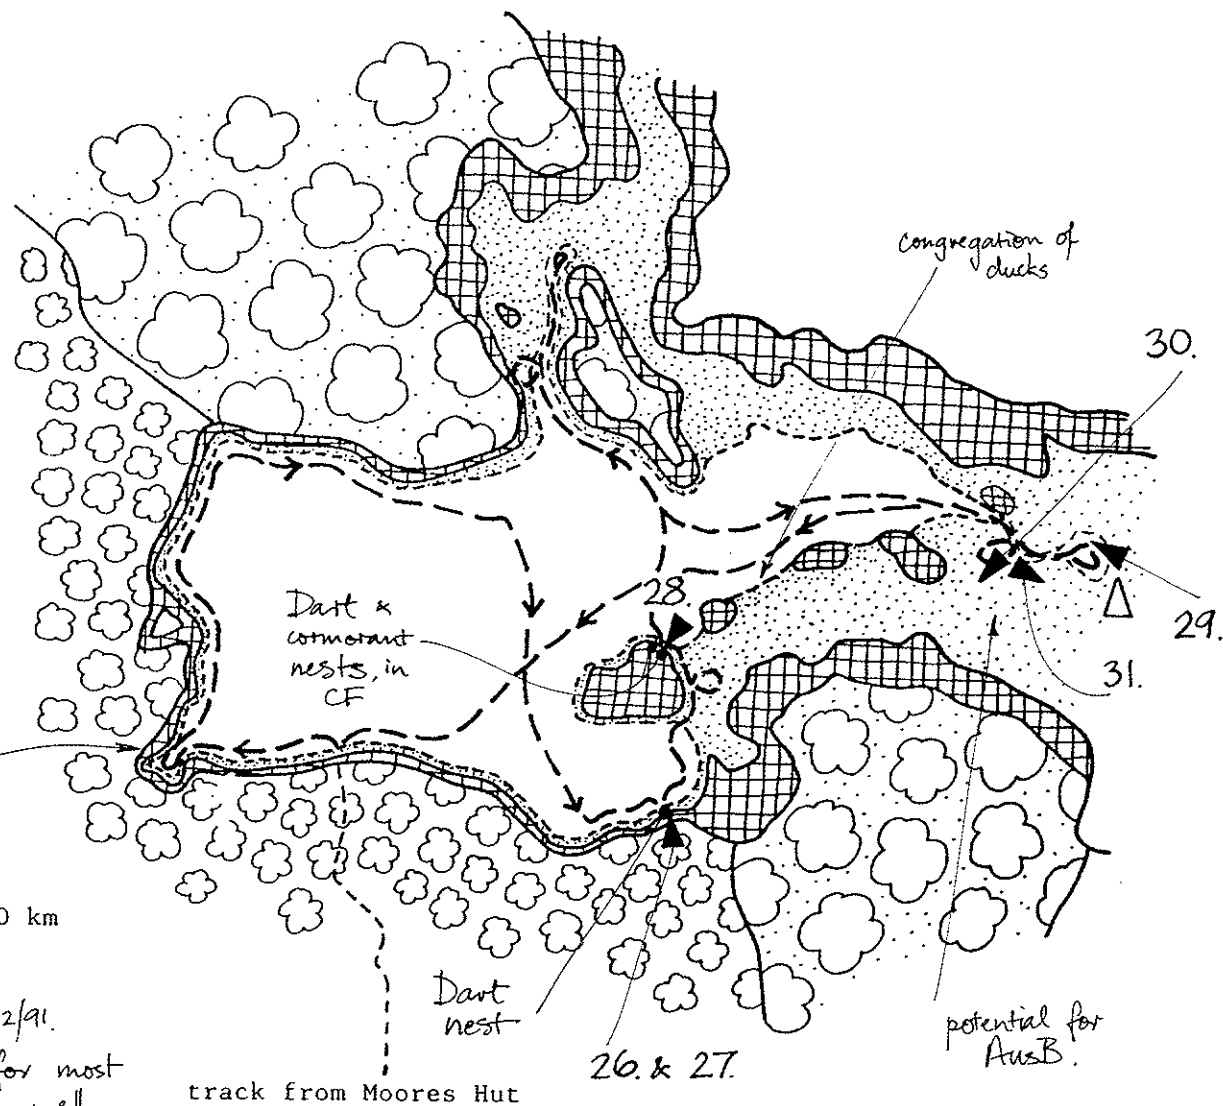 congregation of
ducks
30.
28
29.
Dart &
cormorant
nests, in
CF
31.
0 km
2/91.
for most
Dart
nest
potential for
AusB.
26. & 27.
track from Moores Hut